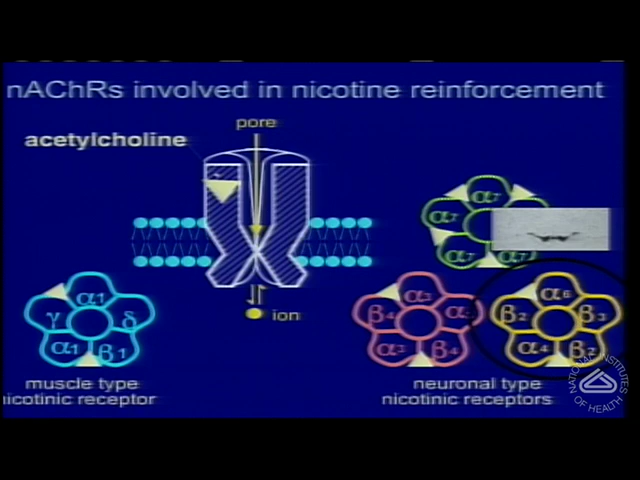 nAChRs involved in nicotine reinforcement
pore
acetylcholine
α7
α7
α7
α7
ion
α1
γ
δ
α1
β1
α3
β4
α3
β4
α6
β2
β3
α4
β2
muscle type
nicotinic receptor
neuronal type
nicotinic receptors
NATIONAL INSTITUTES
OF HEALTH